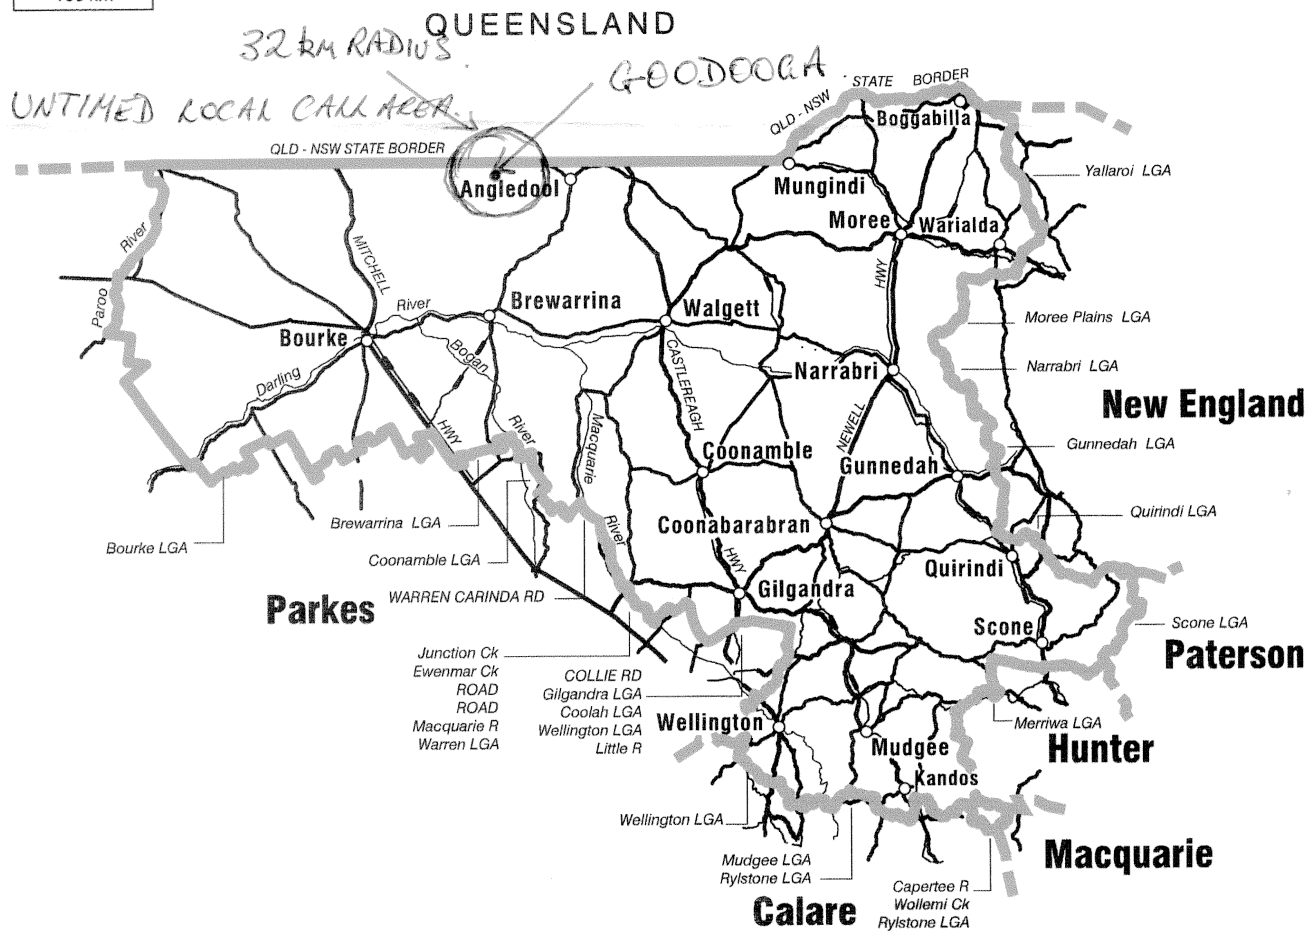 QUEENSLAND
32 km RADIUS.
GOODOOGA
UNTIMED LOCAL CALL AREA.
QLD - NSW STATE BORDER
QLD - NSW STATE BORDER
Boggabilla
Yallaroi LGA
Angledool
Mungindi
Moree
Warialda
River
Paroo
MITCHELL
HWY
River
Brewarrina
Walgett
Moree Plains LGA
Bourke
Bogan
CASTLEREAGH
Narrabri
Narrabri LGA
Darling
New England
HWY
River
Macquarie
NEWELL
Gunnedah LGA
Coonamble
Gunnedah
Brewarrina LGA
River
Coonabarabran
Quirindi LGA
Bourke LGA
Coonamble LGA
HWY
Quirindi
Parkes
WARREN CARINDA RD
Gilgandra
Scone
Scone LGA
Paterson
Junction Ck
Ewenmar Ck
ROAD
ROAD
Macquarie R
Warren LGA
COLLIE RD
Gilgandra LGA
Coolah LGA
Wellington LGA
Little R
Wellington
Merriwa LGA
Mudgee
Hunter
Kandos
Wellington LGA
Macquarie
Mudgee LGA
Rylstone LGA
Calare
Capertee R
Wollemi Ck
Rylstone LGA